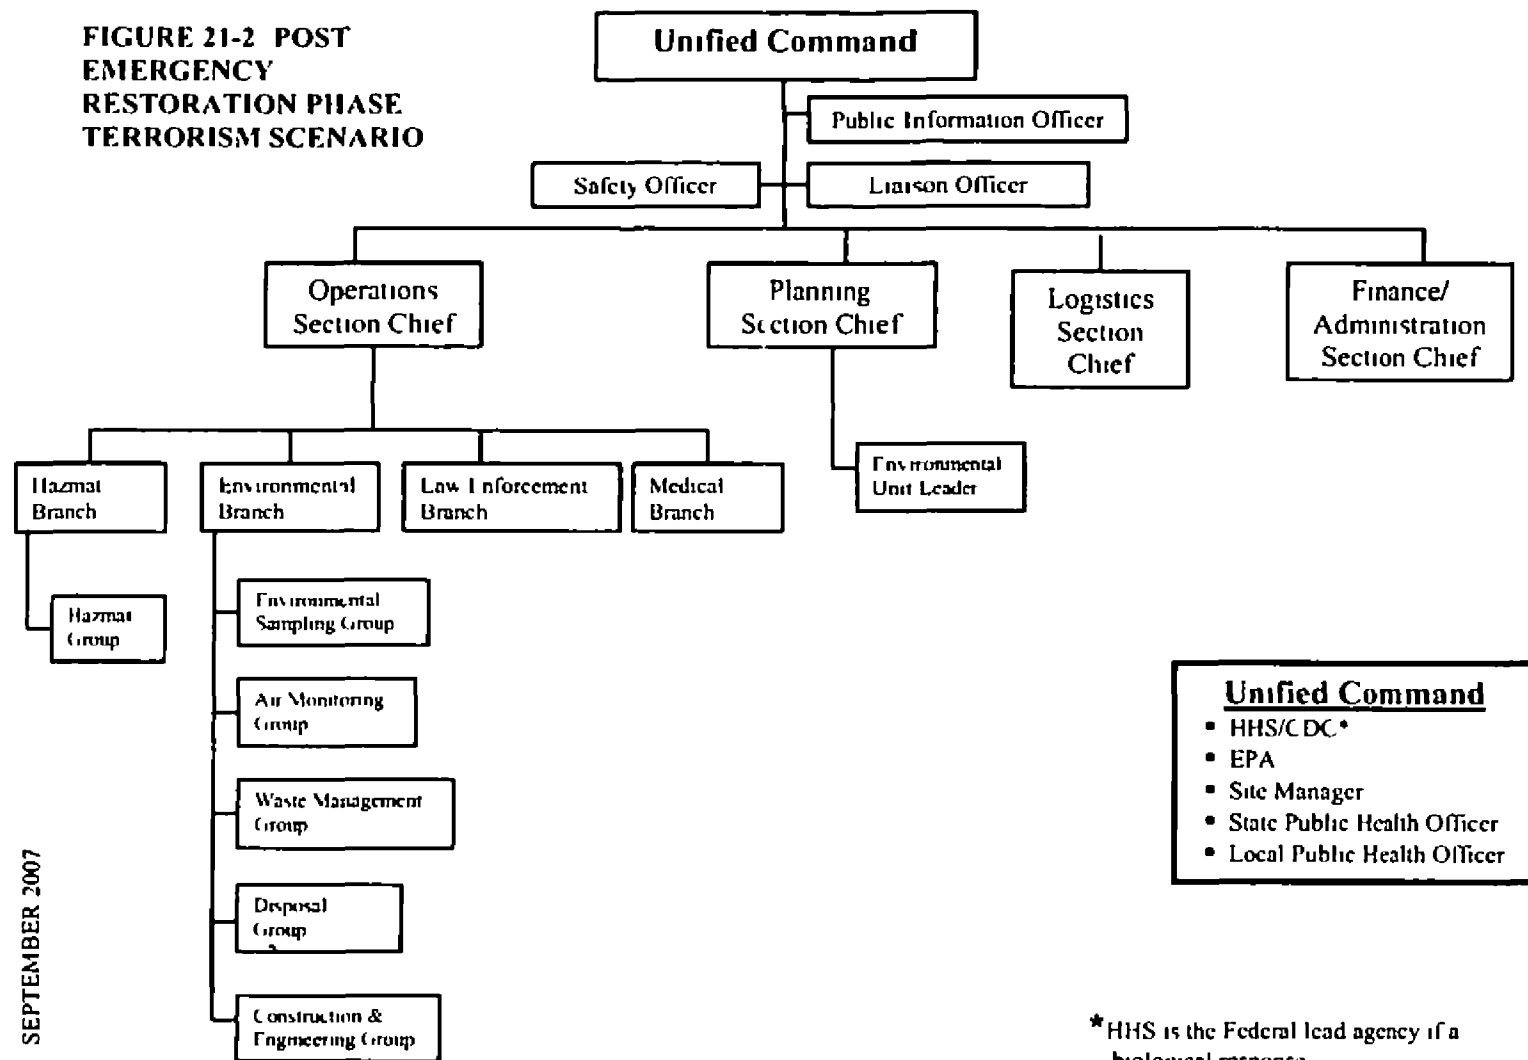 FIGURE 21-2 POST
EMERGENCY
RESTORATION PHASE
TERRORISM SCENARIO
Unified Command
Public Information Officer
Safety Officer
Liaison Officer
Operations
Section Chief
Planning
Section Chief
Logistics
Section
Chief
Finance/
Administration
Section Chief
Hazmat
Branch
Environmental
Branch
Law Enforcement
Branch
Medical
Branch
Environmental
Unit Leader
Hazmat
Group
Environmental
Sampling Group
Air Monitoring
Group
Waste Management
Group
Disposal
Group
Construction &
Engineering Group
Unified Command
▪ HHS/CDC*
▪ EPA
▪ Site Manager
▪ State Public Health Officer
▪ Local Public Health Officer
SEPTEMBER 2007
*HHS is the Federal lead agency if a
biological response